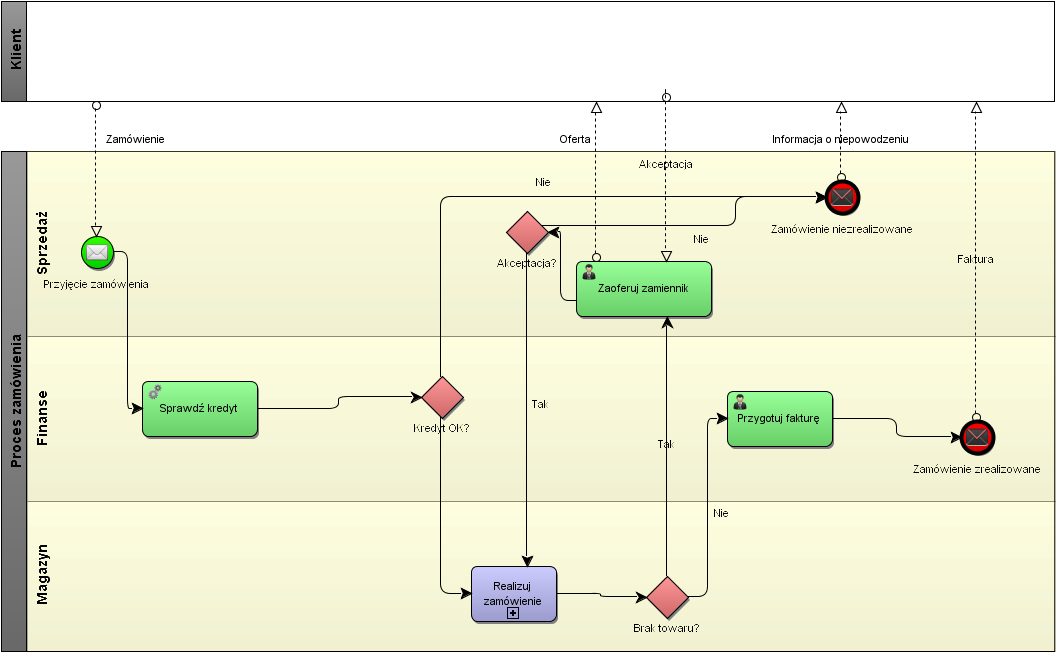 Klient
Zamówienie
Oferta
Informacja o niepowodzeniu
Akceptacja
Proces zamówienia
Sprzedaż
Nie
Zamówienie niezrealizowane
Nie
Akceptacja?
Faktura
Przyjęcie zamówienia
Zaoferuj zamiennik
Finanse
Sprawdź kredyt
Tak
Kredyt OK?
Przygotuj fakturę
Tak
Zamówienie zrealizowane
Nie
Magazyn
Realizuj
zamówienie
Brak towaru?